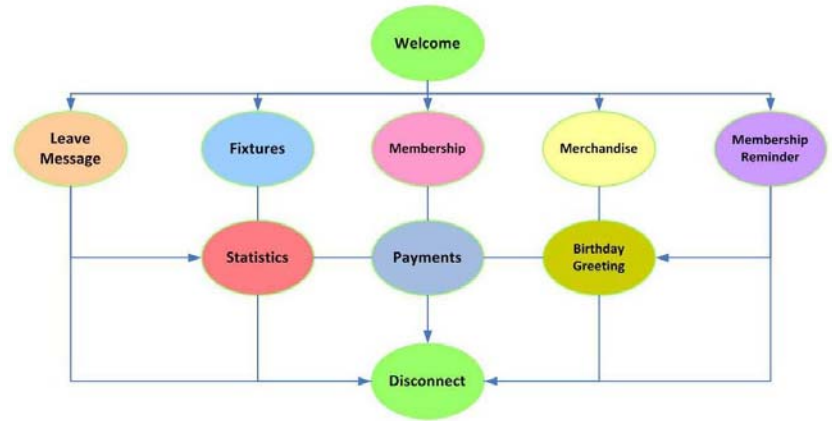 Welcome
Leave
Message
Fixtures
Membership
Merchandise
Membership
Reminder
Statistics
Payments
Birthday
Greeting
Disconnect